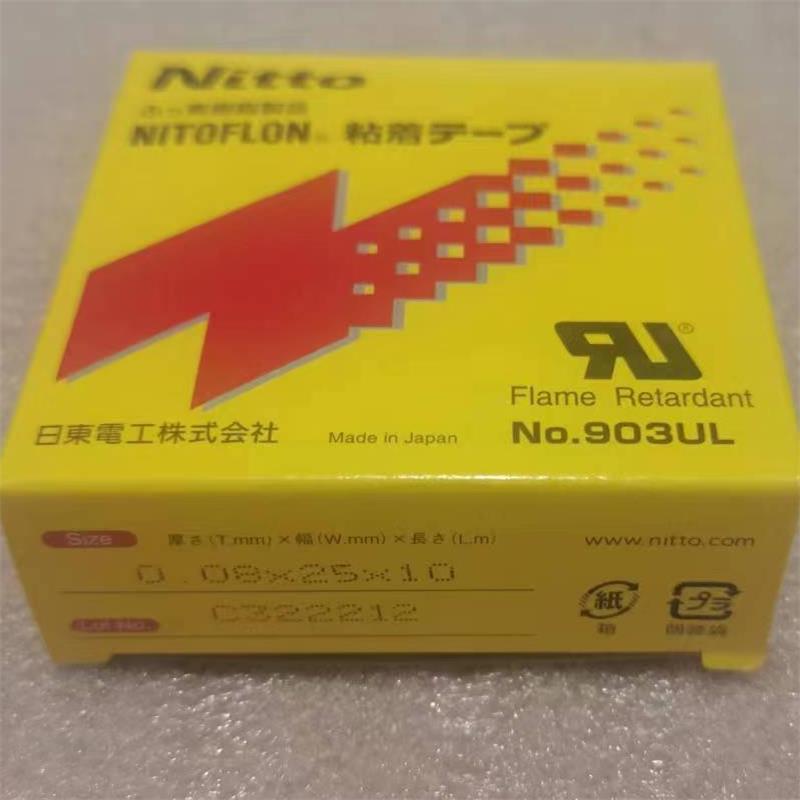 Nitto
ふっ素樹脂製品
NITOFLON® 粘着テープ
®
Flame Retardant
日東電工株式会社
Made in Japan
No.903UL
Size
厚さ(T.mm)×幅(W.mm)×長さ(L.m)
www.nitto.com
0.08×25×10
Lot No.
C322212
紙
箱
プラ
個装袋